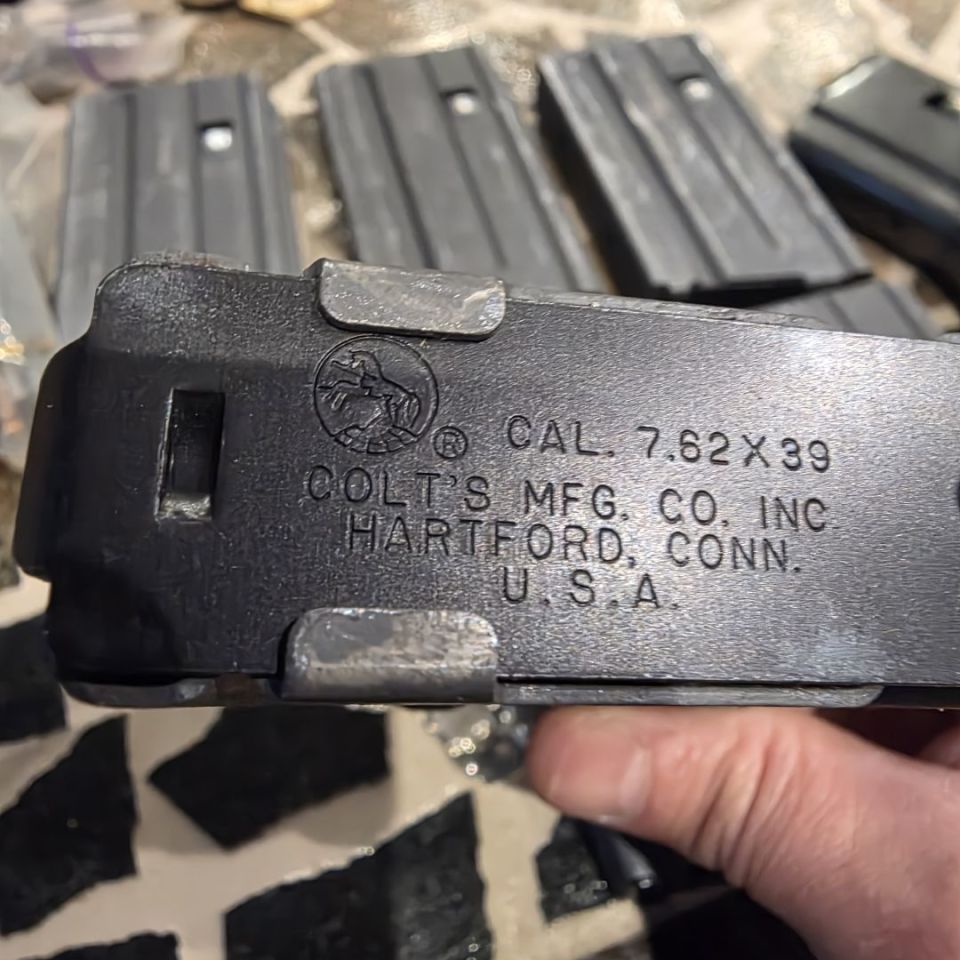 ® CAL. 7.62X39
COLT'S MFG. CO. INC
HARTFORD, CONN.
U.S.A.